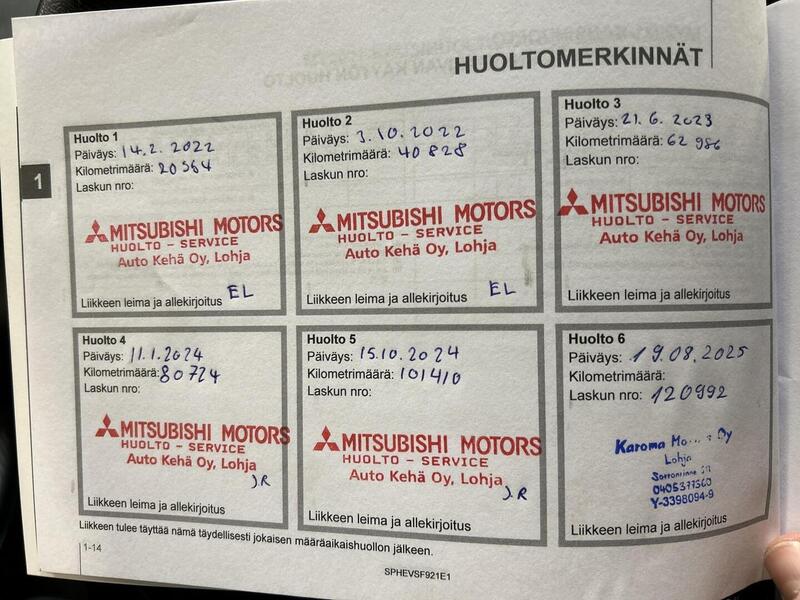 HUOLTOMERKINNÄT
1
Huolto 1
Päiväys: 14.2.2022
Kilometrimäärä: 20564
Laskun nro:
MITSUBISHI MOTORS
HUOLTO - SERVICE
Auto Kehä Oy, Lohja
EL
Liikkeen leima ja allekirjoitus
Huolto 2
Päiväys: 3.10.2022
Kilometrimäärä: 40828
Laskun nro:
MITSUBISHI MOTORS
HUOLTO - SERVICE
Auto Kehä Oy, Lohja
EL
Liikkeen leima ja allekirjoitus
Huolto 3
Päiväys: 21.6.2023
Kilometrimäärä: 62 986
Laskun nro:
MITSUBISHI MOTORS
HUOLTO - SERVICE
Auto Kehä Oy, Lohja
Liikkeen leima ja allekirjoitus
Huolto 4
Päiväys: 11.1.2024
Kilometrimäärä: 80724
Laskun nro:
MITSUBISHI MOTORS
HUOLTO - SERVICE
Auto Kehä Oy, Lohja
J.R
Liikkeen leima ja allekirjoitus
Huolto 5
Päiväys: 15.10.2024
Kilometrimäärä: 101410
Laskun nro:
MITSUBISHI MOTORS
HUOLTO - SERVICE
Auto Kehä Oy, Lohja
J.R
Liikkeen leima ja allekirjoitus
Huolto 6
Päiväys: 19.08.2025
Kilometrimäärä:
Laskun nro: 120992
Karoma Oy
Lohja
0405377360
Y-3398094-9
Liikkeen leima ja allekirjoitus
Liikkeen tulee täyttää nämä täydellisesti jokaisen määräaikaishuollon jälkeen.
1-14
SPHEVSF921E1